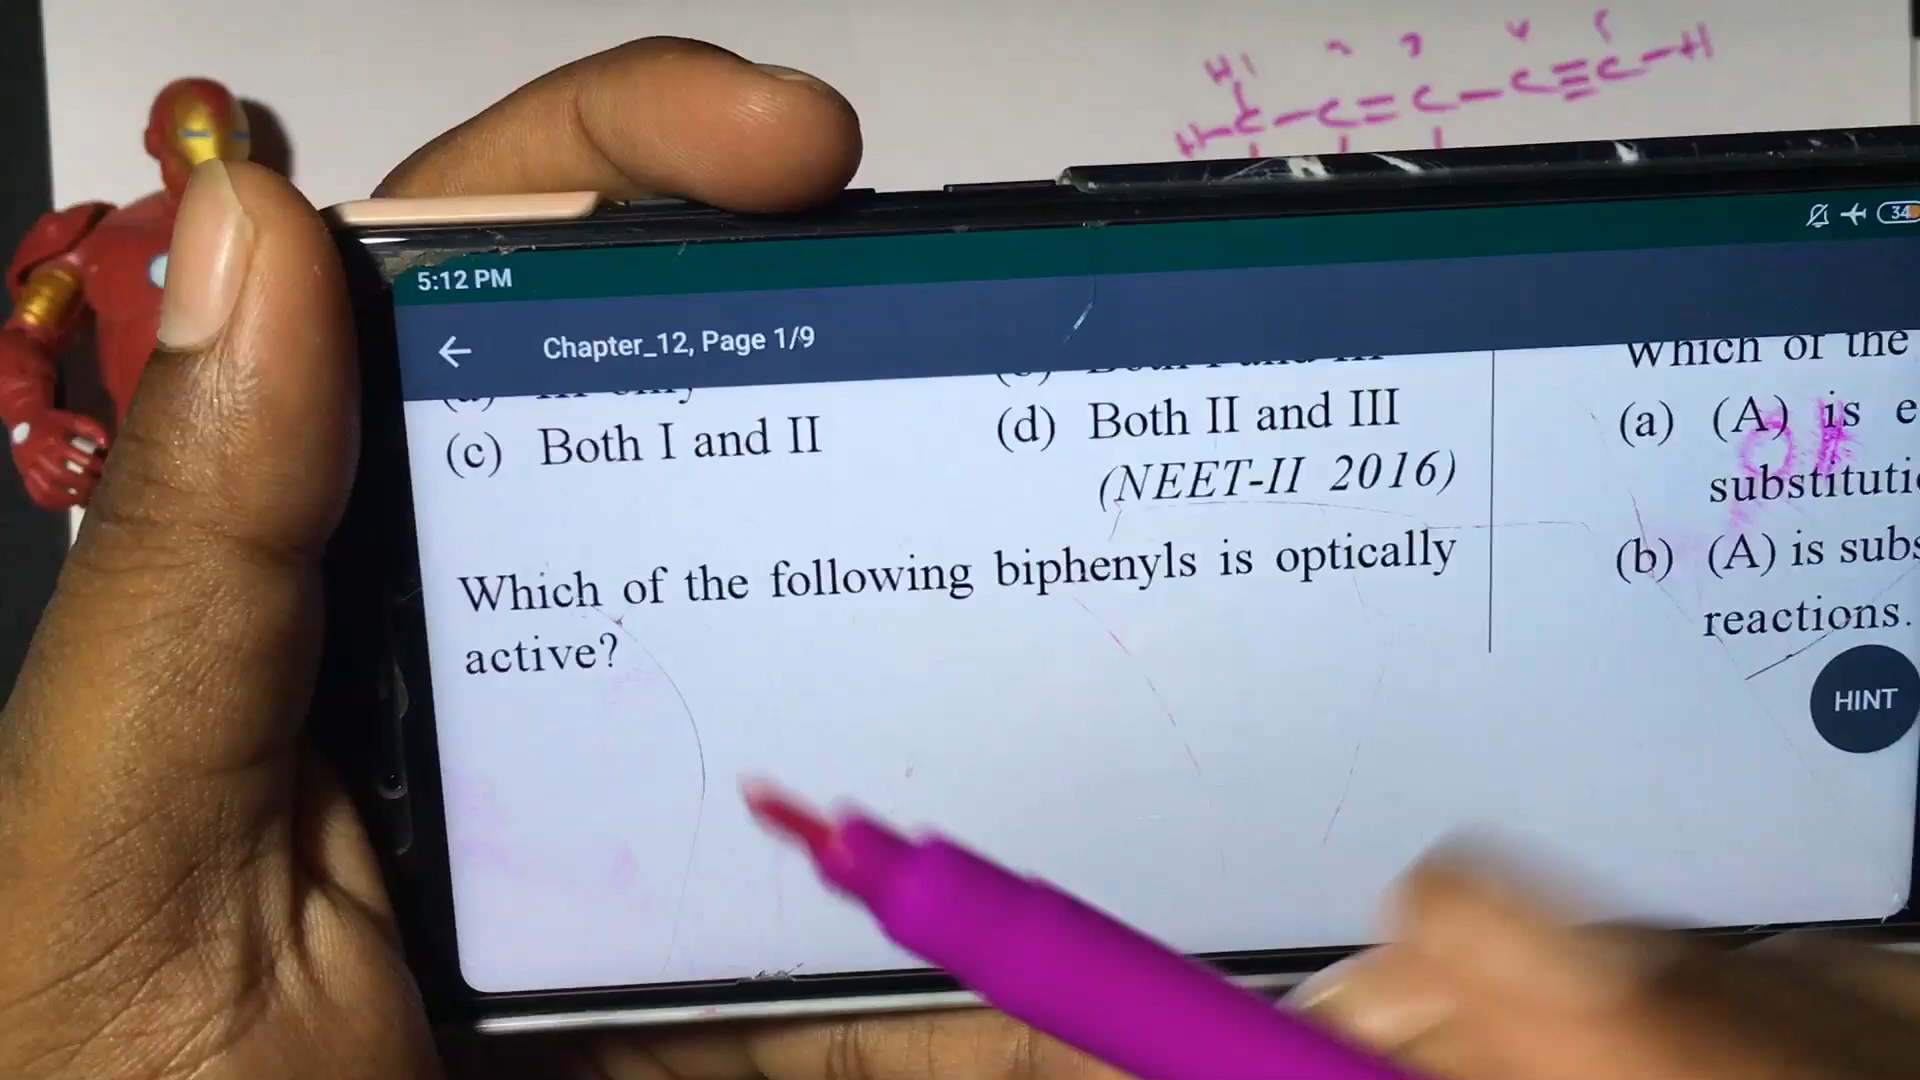 H
H-C-C=C-C≡C-H
5:12 PM
34
Chapter_12, Page 1/9
(c) Both I and II
(d) Both II and III
(NEET-II 2016)
Which of the following biphenyls is optically
active?
Which of the
(a) (A) is e
substituti
(b) (A) is subs
reactions.
HINT